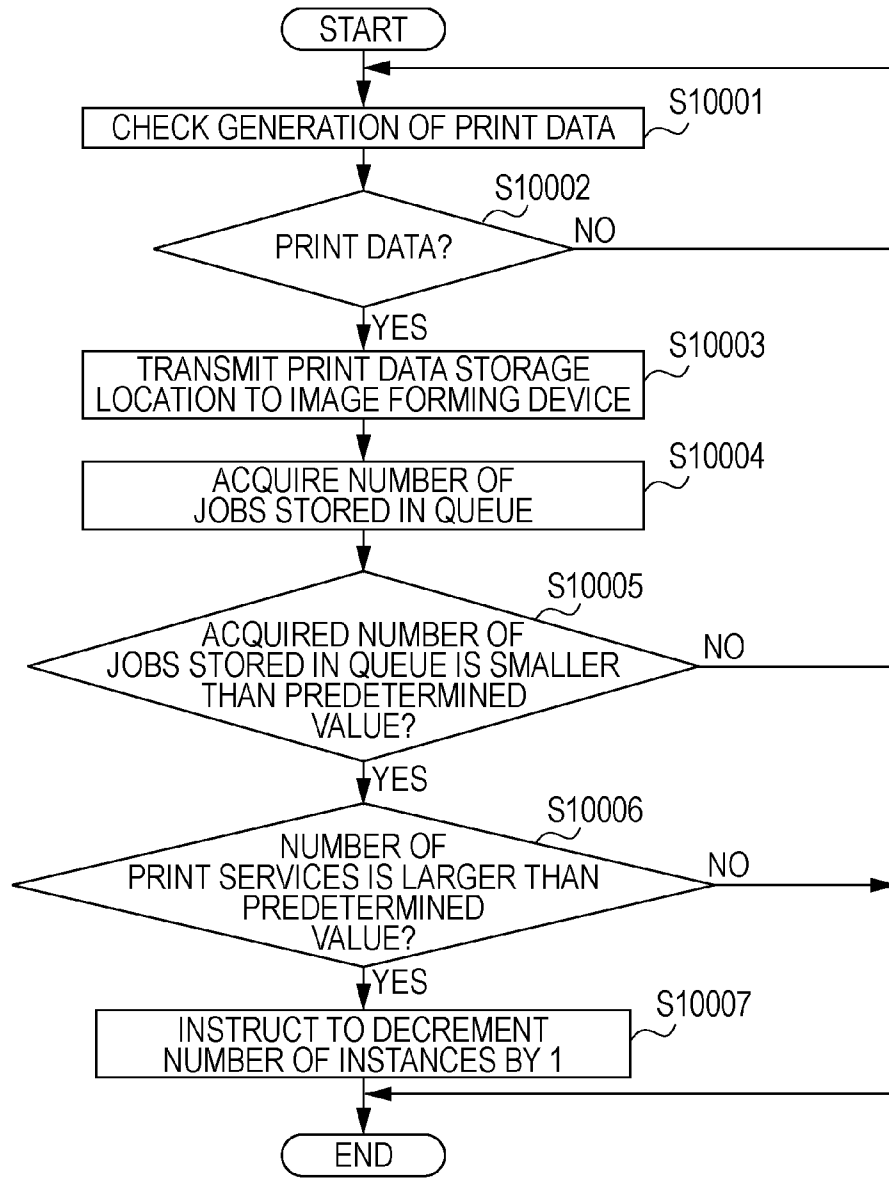 START
S10001
CHECK GENERATION OF PRINT DATA
S10002
PRINT DATA?
NO
YES
S10003
TRANSMIT PRINT DATA STORAGE
LOCATION TO IMAGE FORMING DEVICE
S10004
ACQUIRE NUMBER OF
JOBS STORED IN QUEUE
S10005
ACQUIRED NUMBER OF
JOBS STORED IN QUEUE IS SMALLER
THAN PREDETERMINED
VALUE?
NO
YES
S10006
NUMBER OF
PRINT SERVICES IS LARGER THAN
PREDETERMINED
VALUE?
NO
YES
S10007
INSTRUCT TO DECREMENT
NUMBER OF INSTANCES BY 1
END